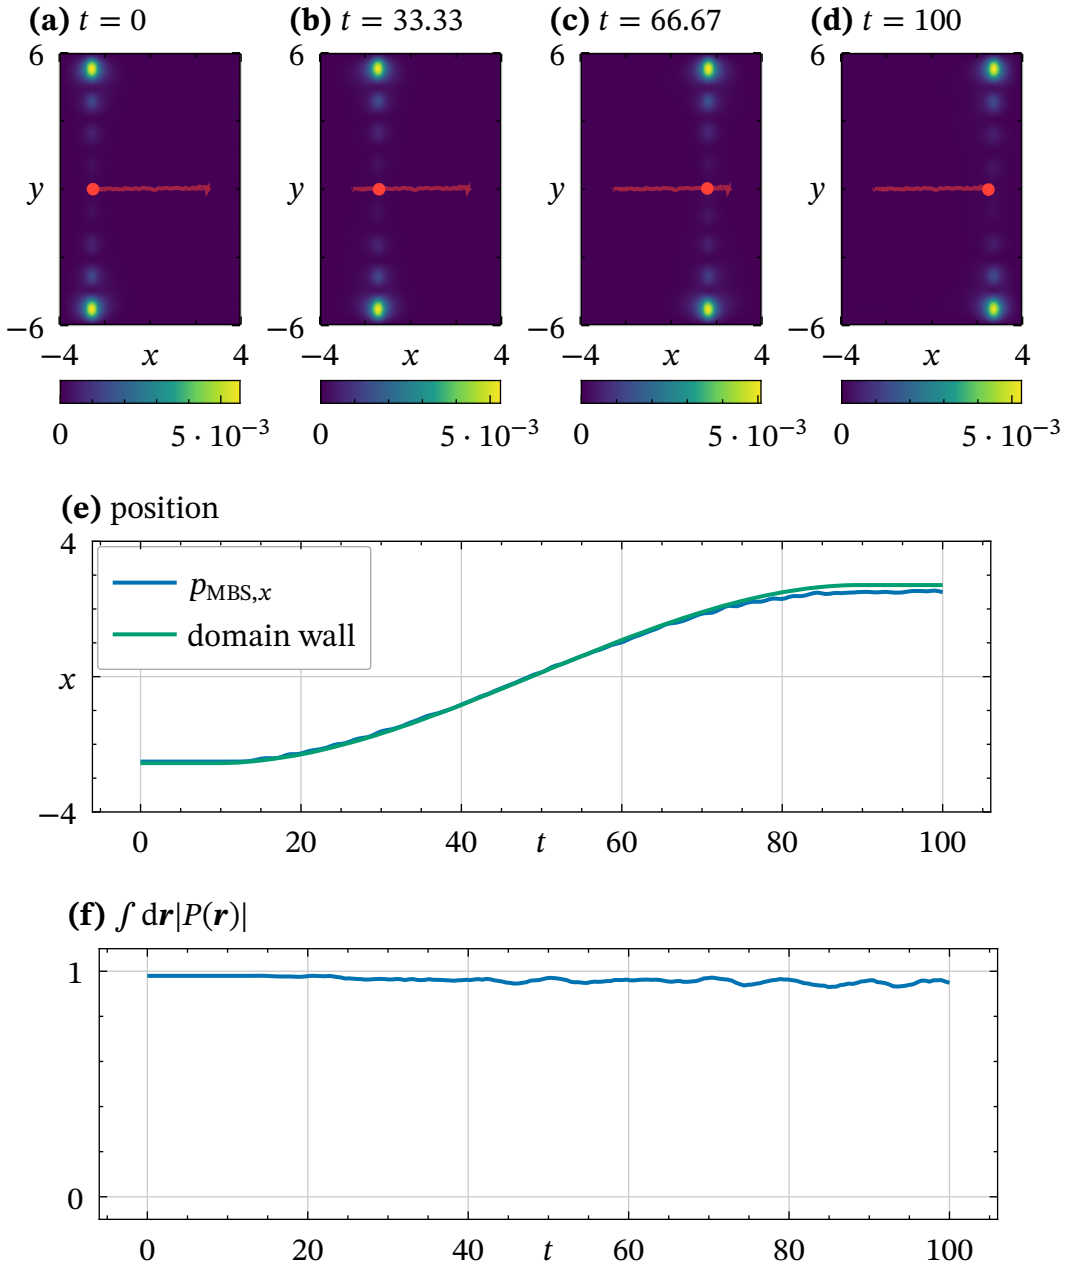 (a) t = 0 (b) t = 33.33 (c) t = 66.67 (d) t = 100
6 6 6 6
y y y y
−6 −6 −6 −6
−4 x 4 −4 x 4 −4 x 4 −4 x 4
0 5 · 10⁻³ 0 5 · 10⁻³ 0 5 · 10⁻³ 0 5 · 10⁻³
(e) position
4
p_MBS,x
domain wall
x
−4
0 20 40 t 60 80 100
(f) ∫ dr|P(r)|
1
0
0 20 40 t 60 80 100